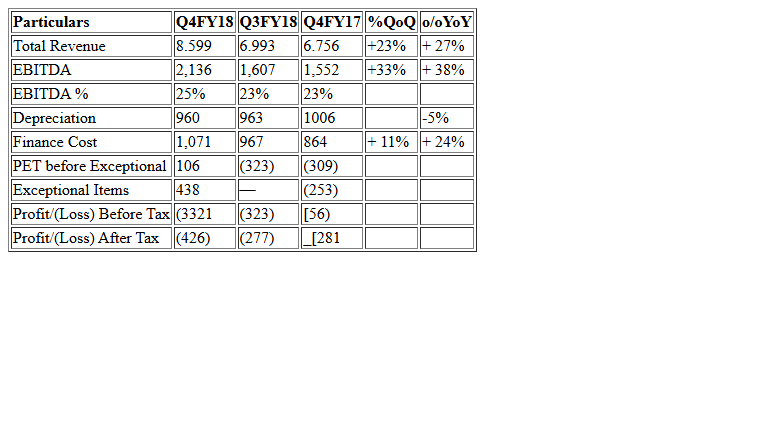 Particulars Q4FY18 Q3FY18 Q4FY17 %QoQ o/oYoY
Total Revenue 8.599 6.993 6.756 +23% + 27%
EBITDA 2,136 1,607 1,552 +33% + 38%
EBITDA % 25% 23% 23%
Depreciation 960 963 1006 -5%
Finance Cost 1,071 967 864 + 11% + 24%
PET before Exceptional 106 (323) (309)
Exceptional Items 438 — (253)
Profit/(Loss) Before Tax (3321 (323) [56)
Profit/(Loss) After Tax (426) (277) _[281